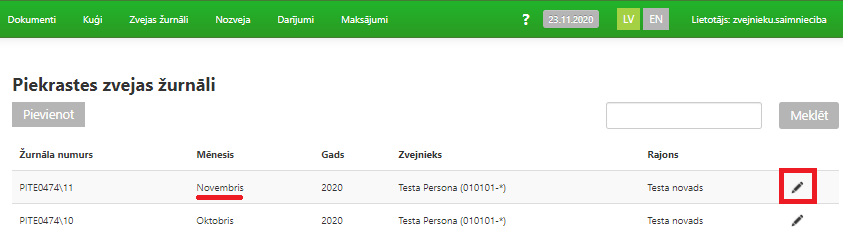 Dokumenti Kuģi Zvejas žurnāli Nozveja Darījumi Maksājumi ? 23.11.2020 LV EN Lietotājs: zvejnieku.saimnieciba
Piekrastes zvejas žurnāli
Pievienot Meklēt
Žurnāla numurs Mēnesis Gads Zvejnieks Rajons
PITE0474\11 Novembris 2020 Testa Persona (010101-*) Testa novads
PITE0474\10 Oktobris 2020 Testa Persona (010101-*) Testa novads